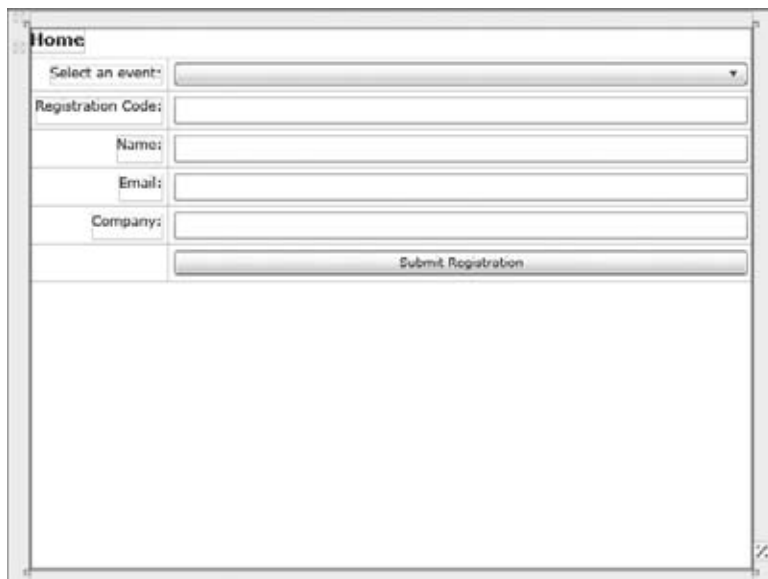 Home
Select an event:
Registration Code:
Name:
Email:
Company:
Submit Registration